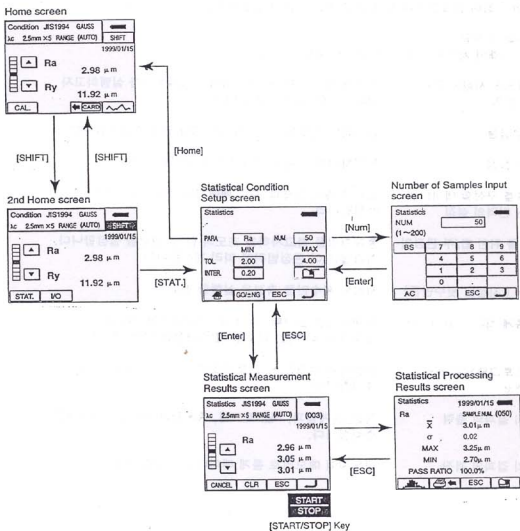 Home screen
Condition JIS1994 GAUSS
λc 2.5mm×5 RANGE (AUTO) SHIFT
1999/01/15
Ra
2.98 μm
Ry
11.92 μm
CAL. CARD
[SHIFT] [SHIFT]
[Home]
2nd Home screen
Condition JIS1994 GAUSS
λc 2.5mm×5 RANGE (AUTO) SHIFT
1999/01/15
Ra
2.98 μm
Ry
11.92 μm
STAT. I/O
[STAT.]
Statistical Condition
Setup screen
Statistics
PARA Ra NUM 50
MIN MAX
TOL. 2.00 4.00
INTER. 0.20
GO/±NG ESC
[Num]
[Enter]
Number of Samples Input
screen
Statistics
NUM 50
(1～200)
BS 7 8 9
4 5 6
1 2 3
0 .
AC ESC
[Enter] [ESC]
Statistical Measurement
Results screen
Statistics JIS1994 GAUSS
λc 2.5mm×5 RANGE (AUTO) (003)
1999/01/15
Ra
2.96 μm
3.05 μm
3.01 μm
CANCEL CLR ESC
START
STOP
[START/STOP] Key
[ESC]
Statistical Processing
Results screen
Statistics 1999/01/15
Ra SAMPLE NUM. (050)
X̄ 3.01μm
σ 0.02
MAX 3.25μm
MIN 2.70μm
PASS RATIO 100.0%
ESC